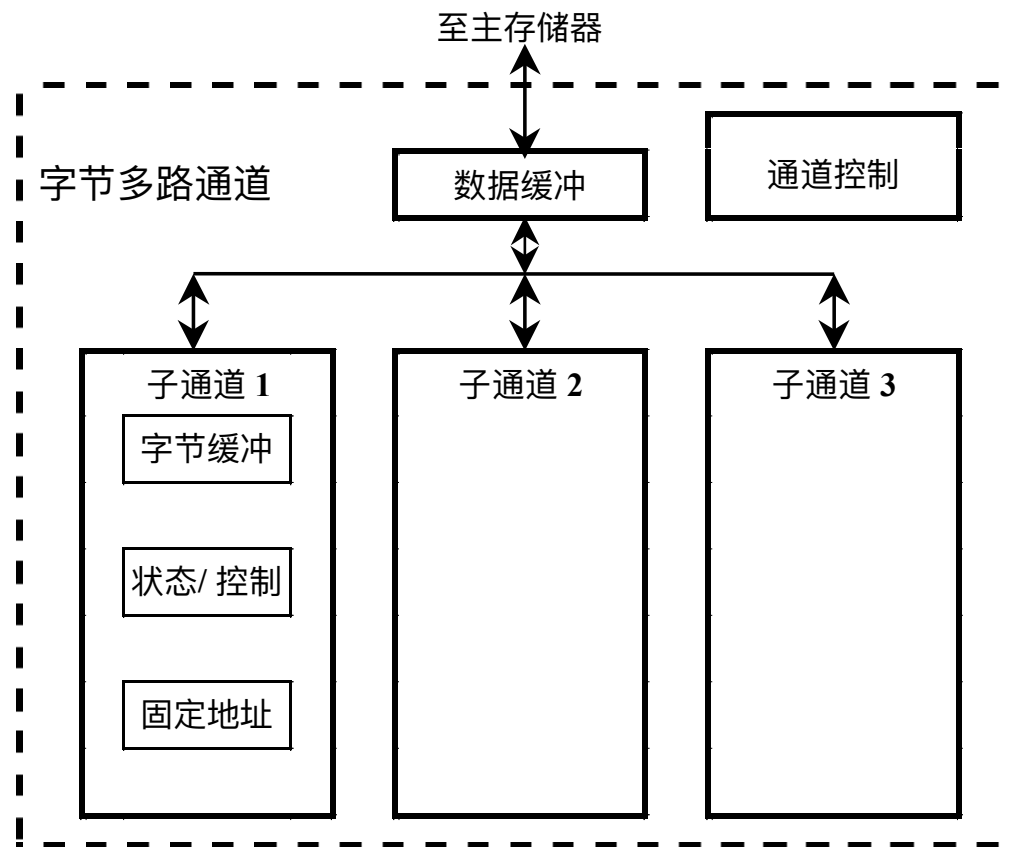 至主存储器
字节多路通道
数据缓冲
通道控制
子通道 1
子通道 2
子通道 3
字节缓冲
状态/ 控制
固定地址